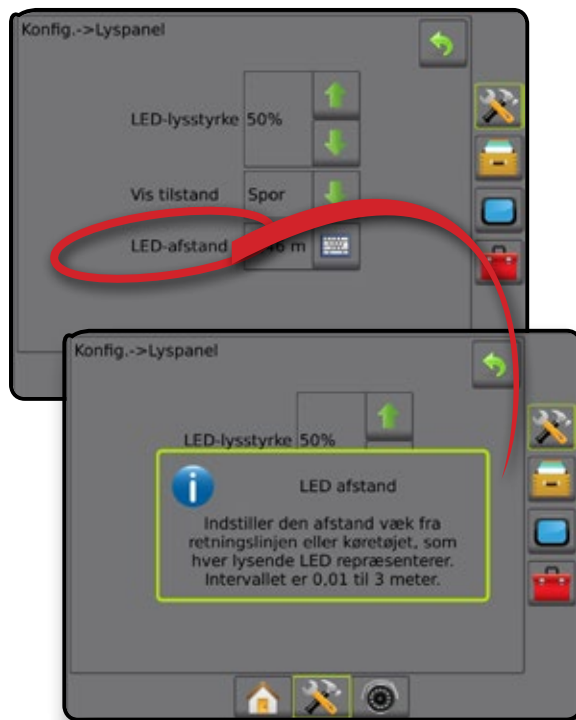 Konfig.->Lyspanel
LED-lysstyrke 50%
Vis tilstand Spor
LED-afstand 46 m
Konfig.->Lyspanel
LED-lysstyrke 50%
LED afstand
Indstiller den afstand væk fra
retningslinjen eller køretøjet, som
hver lysende LED repræsenterer.
Intervallet er 0,01 til 3 meter.